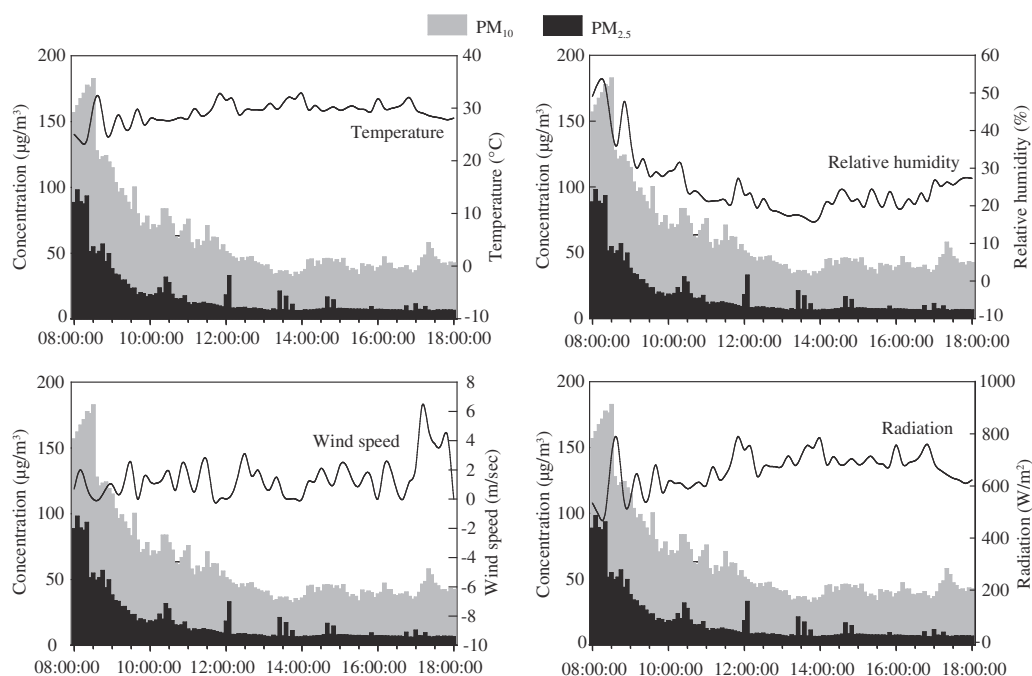 PM10 PM2.5
200
150
100
50
0
Concentration (µg/m³)
40
30
20
10
0
-10
Temperature (°C)
Temperature
08:00:00 10:00:00 12:00:00 14:00:00 16:00:00 18:00:00
200
150
100
50
0
Concentration (µg/m³)
60
50
40
30
20
10
0
-10
Relative humidity (%)
Relative humidity
08:00:00 10:00:00 12:00:00 14:00:00 16:00:00 18:00:00
200
150
100
50
0
Concentration (µg/m³)
8
6
4
2
0
-2
-4
-6
-8
-10
Wind speed (m/sec)
Wind speed
08:00:00 10:00:00 12:00:00 14:00:00 16:00:00 18:00:00
200
150
100
50
0
Concentration (µg/m³)
1000
800
600
400
200
0
Radiation (W/m²)
Radiation
08:00:00 10:00:00 12:00:00 14:00:00 16:00:00 18:00:00